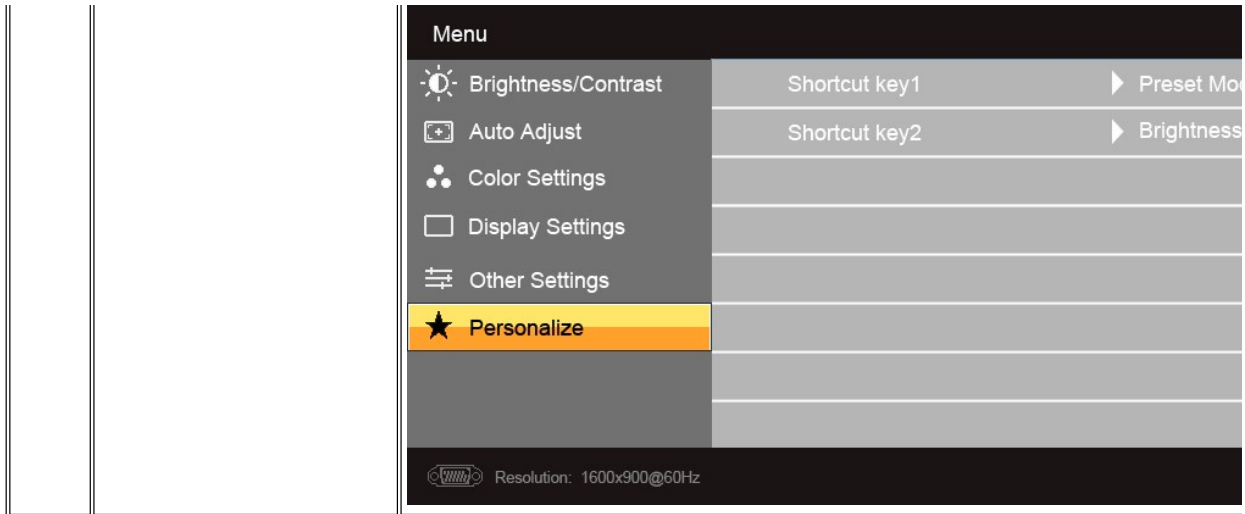 Menu
Brightness/Contrast Shortcut key1 Preset
Auto Adjust Shortcut key2 Brightness
Color Settings
Display Settings
Other Settings
Personalize
Resolution: 1600x900@60Hz